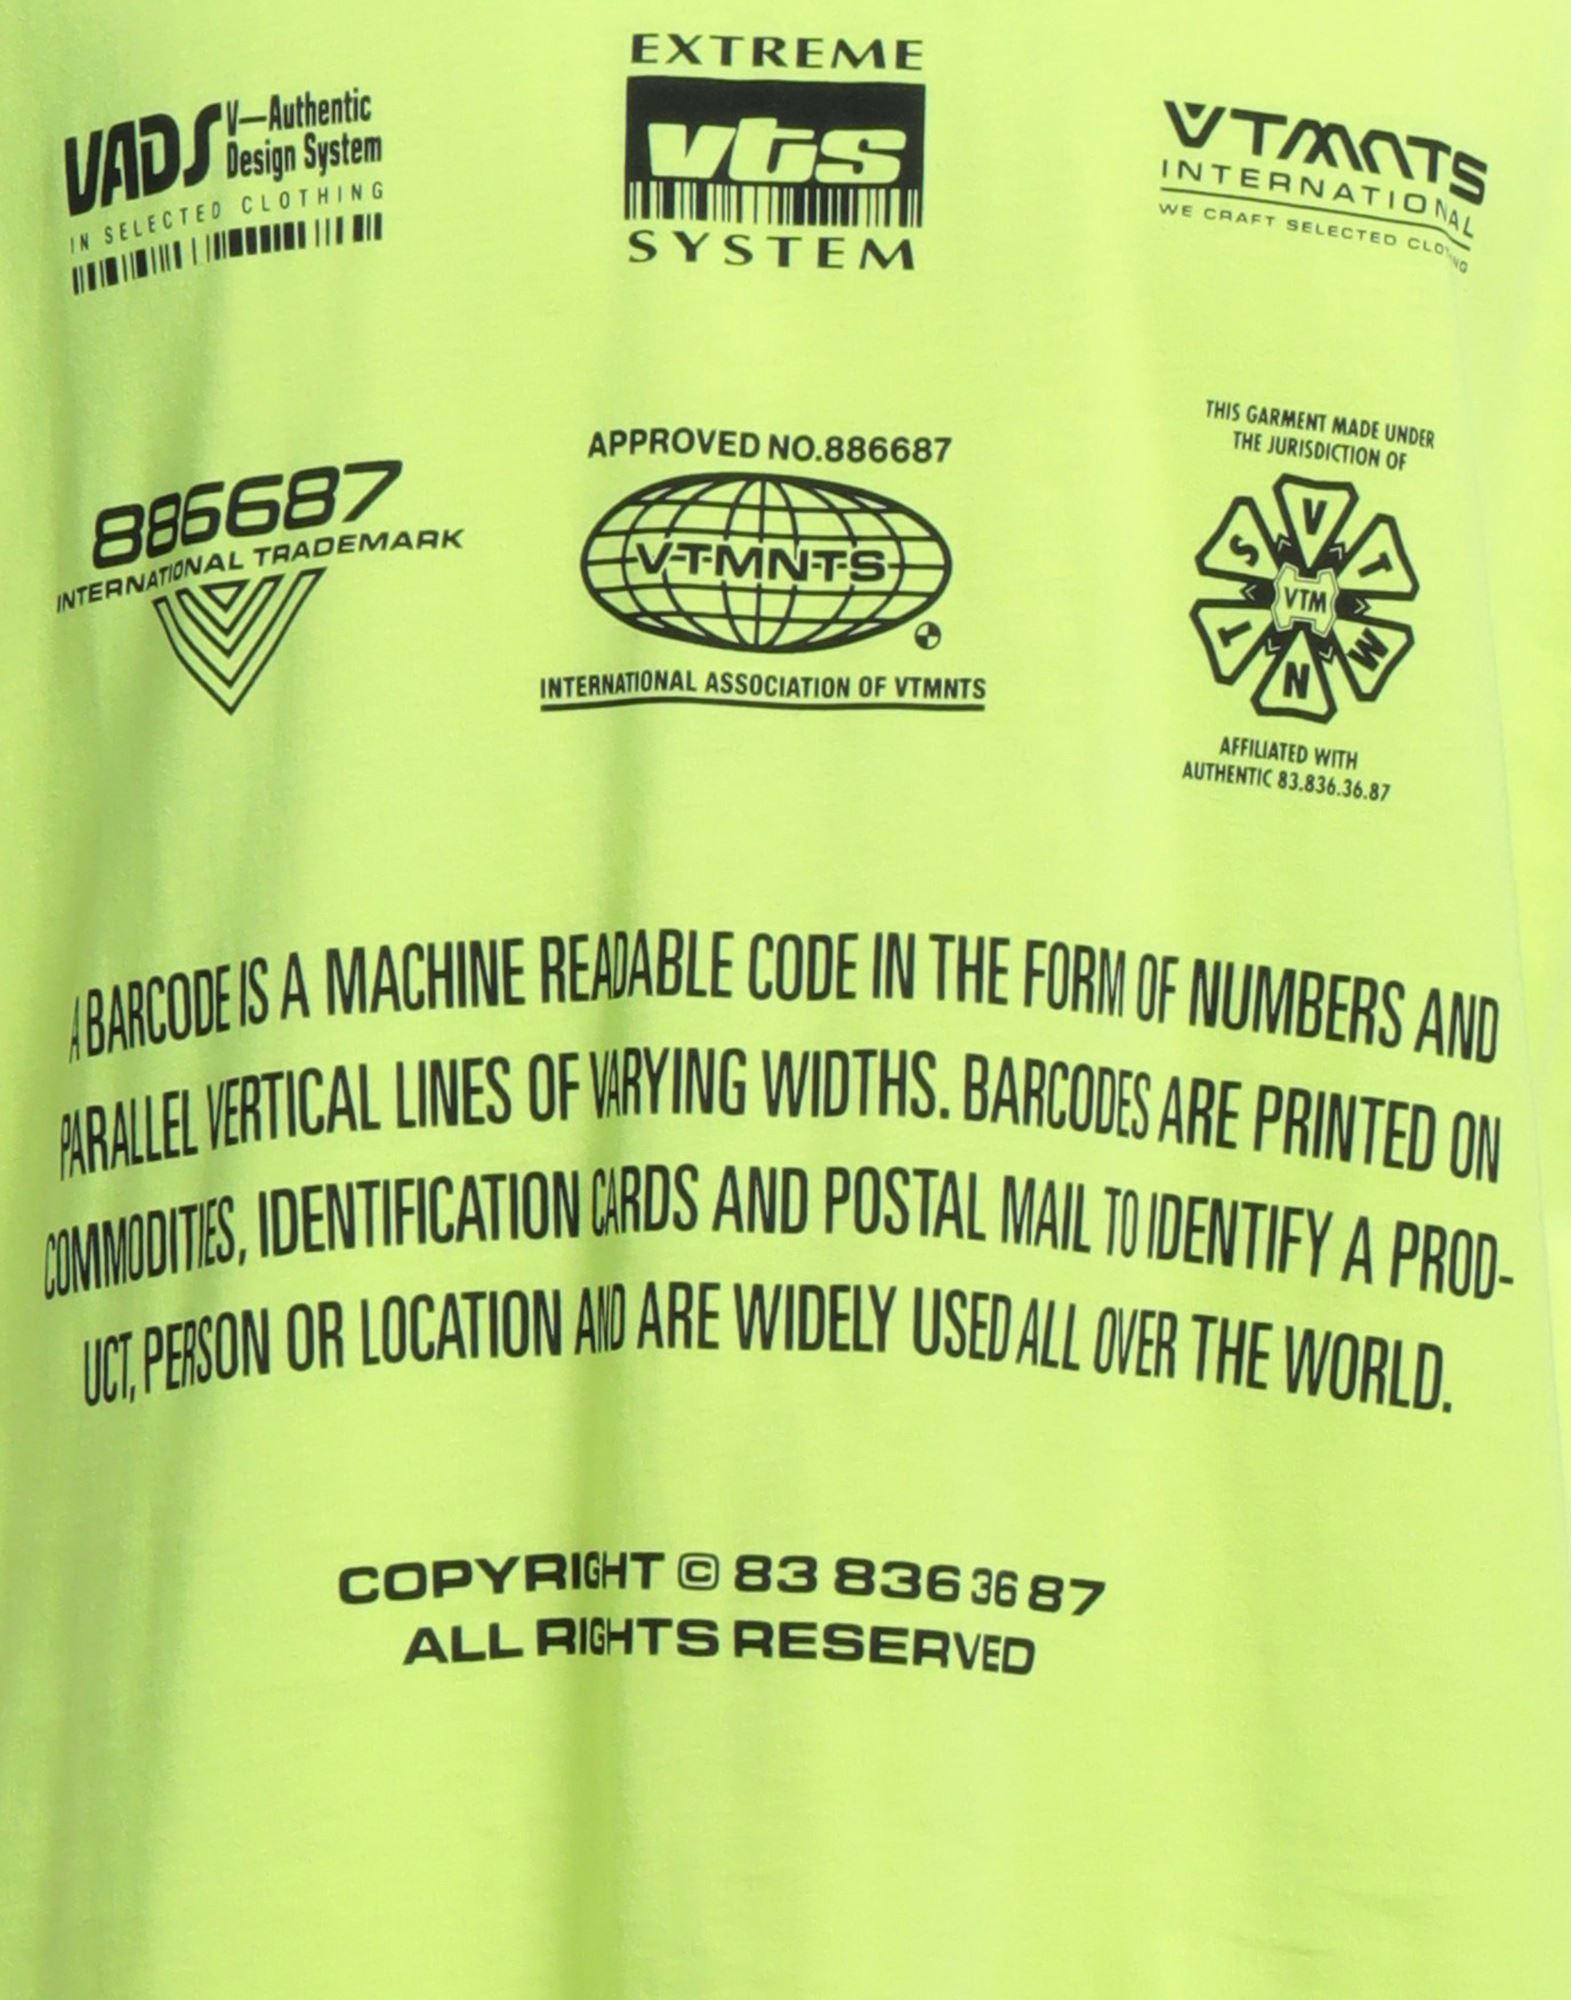 VADS V—Authentic
Design System
IN SELECTED CLOTHING
EXTREME
vts
SYSTEM
VTMNTS
INTERNATIONAL
WE CRAFT SELECTED CLOTHING
886687
INTERNATIONAL TRADEMARK
APPROVED NO.886687
V-T-MN-T-S
INTERNATIONAL ASSOCIATION OF VTMNTS
THIS GARMENT MADE UNDER
THE JURISDICTION OF
V T M N T S
VTM
AFFILIATED WITH
AUTHENTIC 83.836.36.87
A BARCODE IS A MACHINE READABLE CODE IN THE FORM OF NUMBERS AND
PARALLEL VERTICAL LINES OF VARYING WIDTHS. BARCODES ARE PRINTED ON
COMMODITIES, IDENTIFICATION CARDS AND POSTAL MAIL TO IDENTIFY A PROD-
UCT, PERSON OR LOCATION AND ARE WIDELY USED ALL OVER THE WORLD.
COPYRIGHT © 83 836 36 87
ALL RIGHTS RESERVED